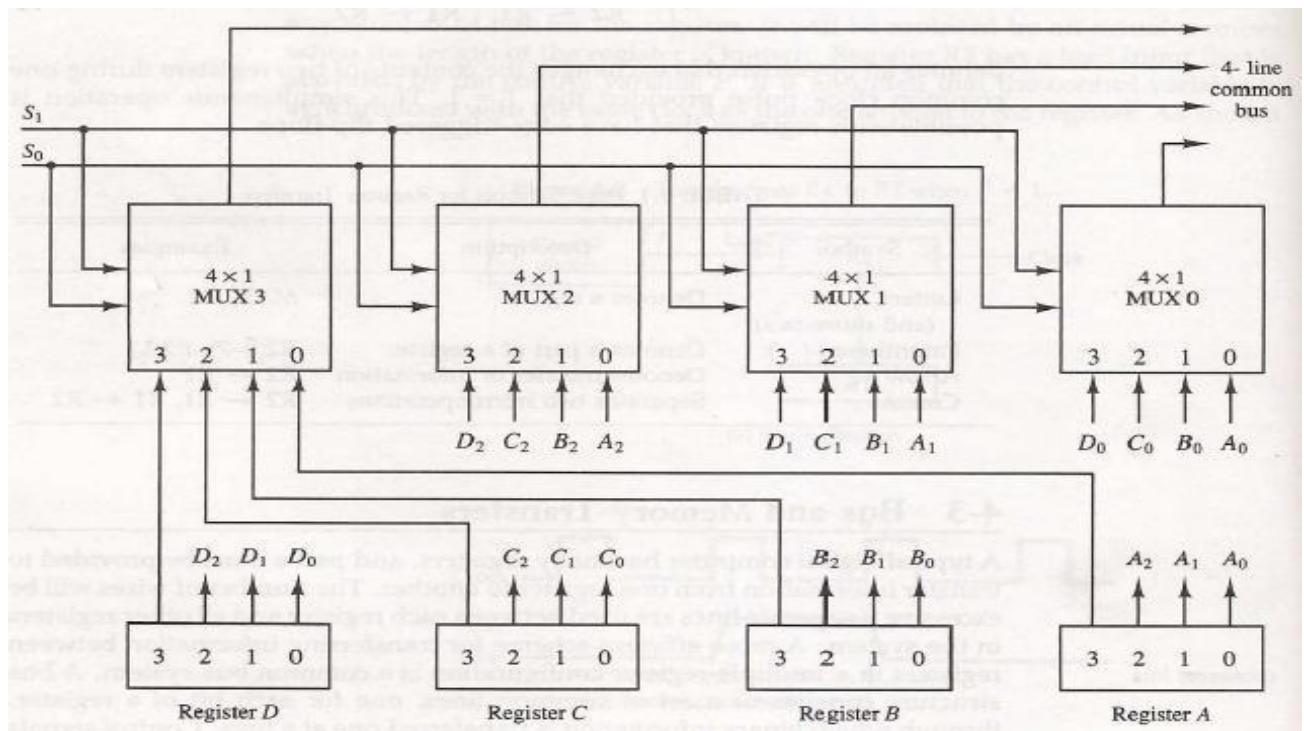 4- line
common
bus
S₁
S₀
4 × 1
MUX 3
4 × 1
MUX 2
4 × 1
MUX 1
4 × 1
MUX 0
3 2 1 0
3 2 1 0
3 2 1 0
3 2 1 0
D₂ C₂ B₂ A₂
D₁ C₁ B₁ A₁
D₀ C₀ B₀ A₀
D₂ D₁ D₀
C₂ C₁ C₀
B₂ B₁ B₀
A₂ A₁ A₀
3 2 1 0
3 2 1 0
3 2 1 0
3 2 1 0
Register D
Register C
Register B
Register A